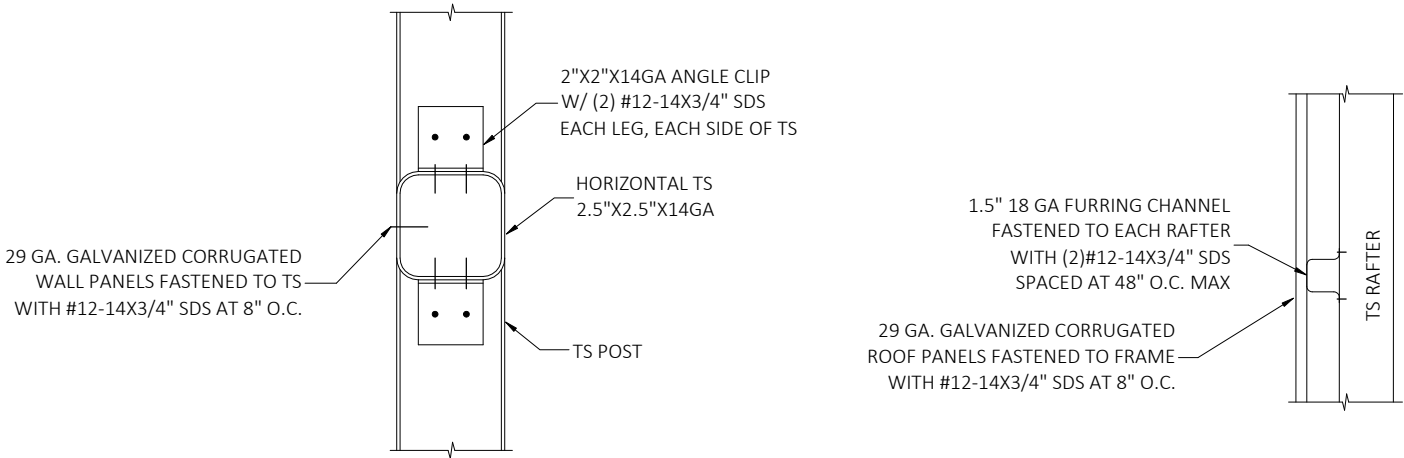 2"X2"X14GA ANGLE CLIP
W/ (2) #12-14X3/4" SDS
EACH LEG, EACH SIDE OF TS
HORIZONTAL TS
2.5"X2.5"X14GA
29 GA. GALVANIZED CORRUGATED
WALL PANELS FASTENED TO TS
WITH #12-14X3/4" SDS AT 8" O.C.
TS POST
1.5" 18 GA FURRING CHANNEL
FASTENED TO EACH RAFTER
WITH (2)#12-14X3/4" SDS
SPACED AT 48" O.C. MAX
TS RAFTER
29 GA. GALVANIZED CORRUGATED
ROOF PANELS FASTENED TO FRAME
WITH #12-14X3/4" SDS AT 8" O.C.